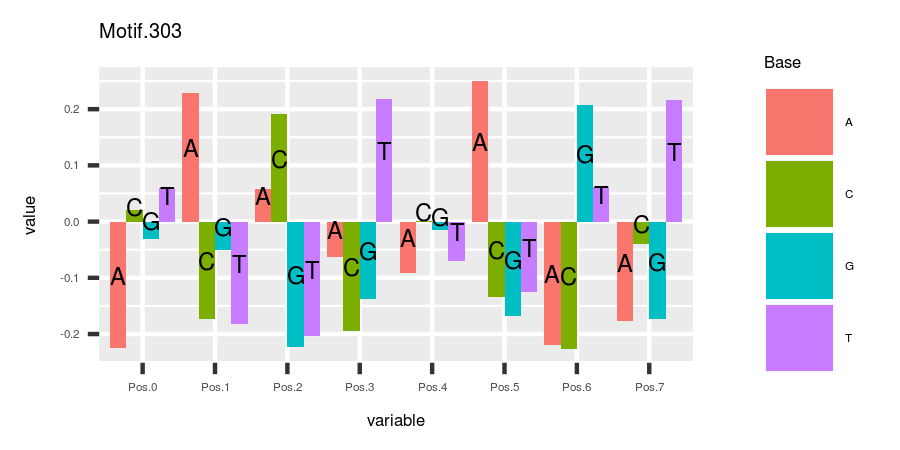 Motif.303
value
0.2
0.1
0.0
-0.1
-0.2
A C G T
A C G T
A C G T
A C G T
A C G T
A C G T
A C G T
A C G T
Pos.0 Pos.1 Pos.2 Pos.3 Pos.4 Pos.5 Pos.6 Pos.7
variable
Base
A
C
G
T